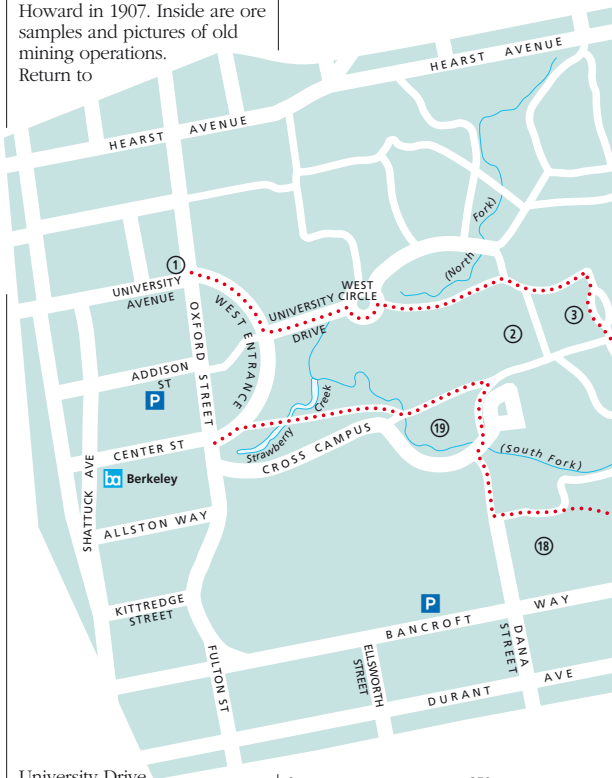 Howard in 1907. Inside are ore
samples and pictures of old
mining operations.
Return to
HEARST AVENUE
HEARST AVENUE
(North
Fork)
1
UNIVERSITY
AVENUE
WEST ENTRANCE
WEST
CIRCLE
UNIVERSITY
DRIVE
3
2
OXFORD STREET
ADDISON
ST
P
Strawberry
Creek
19
CENTER ST
CROSS CAMPUS
(South Fork)
ba Berkeley
SHATTUCK AVE
ALLSTON WAY
18
KITTREDGE
STREET
P
BANCROFT WAY
DANA
STREET
ELLSWORTH
STREET
FULTON ST
DURANT AVE
University Drive